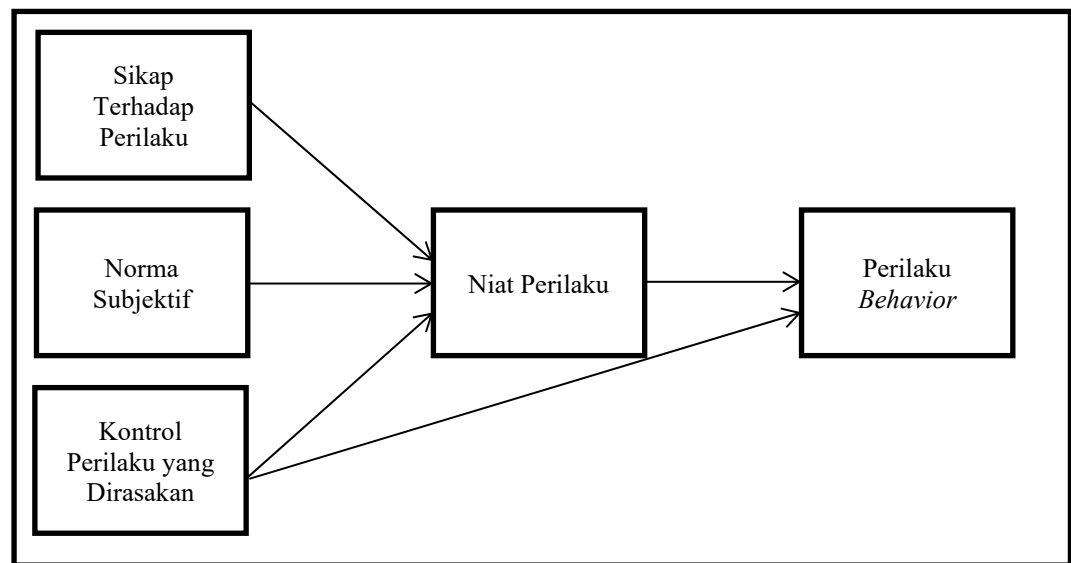 Sikap
Terhadap
Perilaku
Norma
Subjektif
Kontrol
Perilaku yang
Dirasakan
Niat Perilaku
Perilaku
Behavior